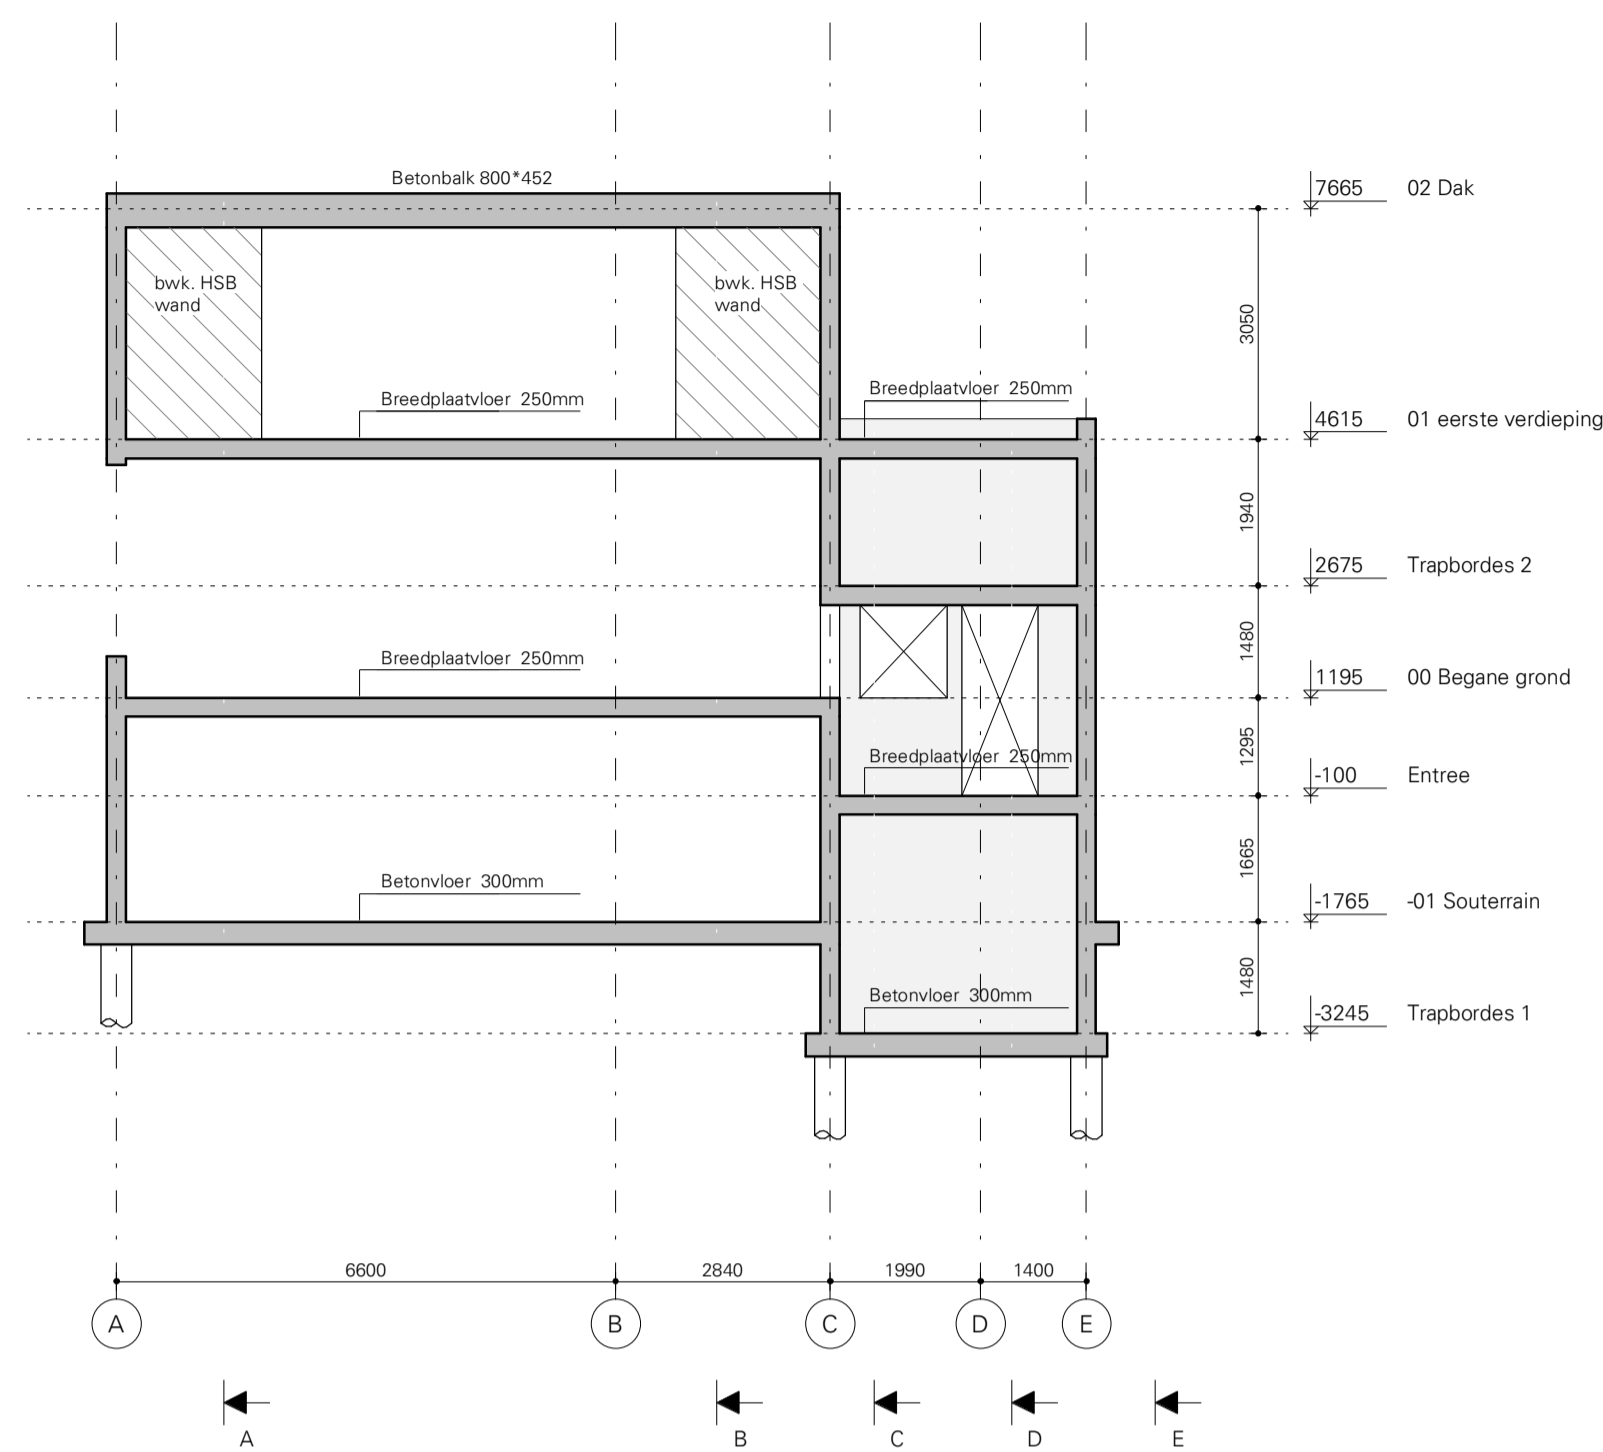 Betonbalk 800*452
7665 02 Dak
bwk. HSB
wand
bwk. HSB
wand
3050
Breedplaatvloer 250mm
Breedplaatvloer 250mm
4615 01 eerste verdieping
1940
2675 Trapbordes 2
1480
Breedplaatvloer 250mm
1195 00 Begane grond
1295
Breedplaatvloer 250mm
-100 Entree
1665
Betonvloer 300mm
-1765 -01 Souterrain
1480
Betonvloer 300mm
-3245 Trapbordes 1
6600 2840 1990 1400
A B C D E
A B C D E